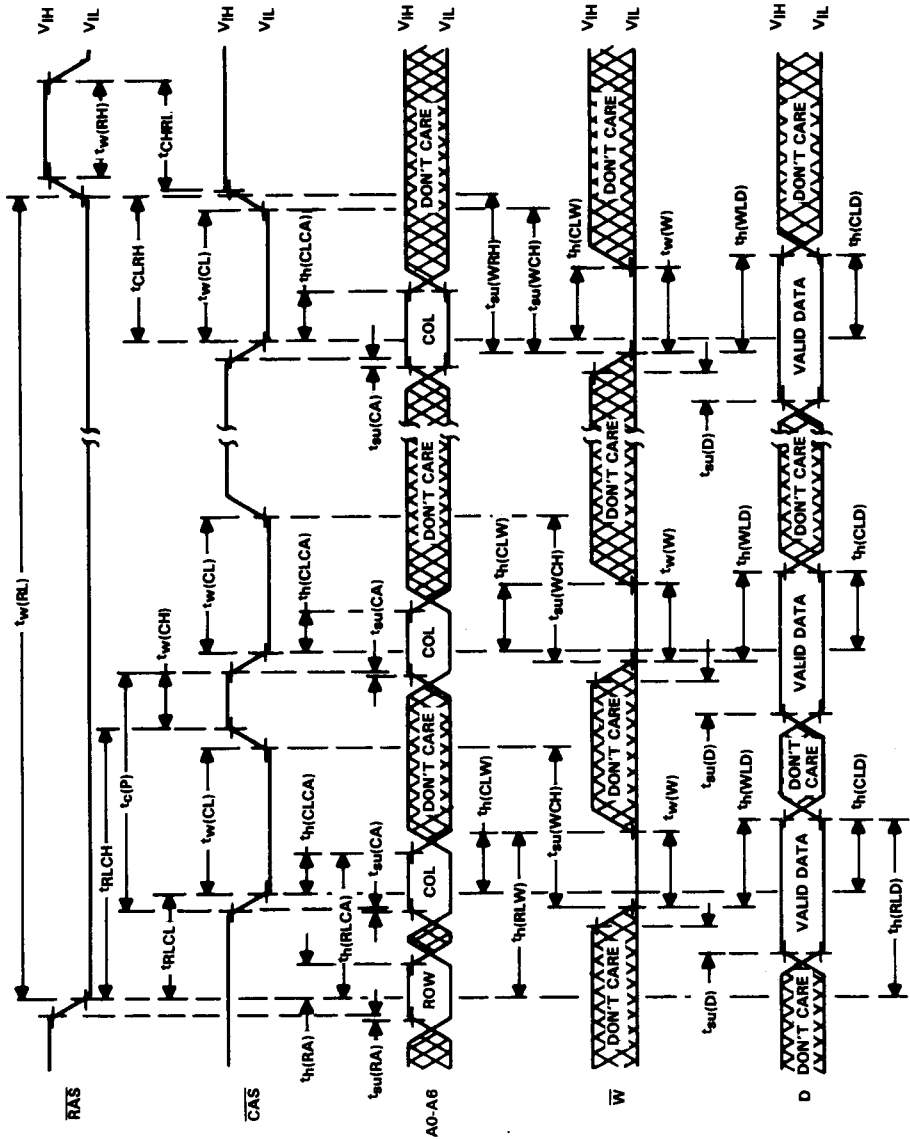 RAS
VIH
VIL
tw(RL)
tRLCH
tc(P)
tw(CH)
tCLRH
tw(RH)
tRLCL
tw(CL)
tw(CL)
tw(CL)
tCHRL
CAS
VIH
VIL
th(RA)
th(RLCA)
th(CLCA)
th(CLCA)
th(CLCA)
tsu(RA)
tsu(CA)
tsu(CA)
tsu(CA)
A0-A6
ROW
COL
DON'T CARE
COL
DON'T CARE
COL
DON'T CARE
VIH
VIL
th(CLW)
th(CLW)
tsu(WRH)
th(RLW)
tsu(WCH)
tsu(WCH)
tsu(WCH)
th(CLW)
W
DON'T CARE
DON'T CARE
DON'T CARE
DON'T CARE
VIH
VIL
tw(W)
tw(W)
tw(W)
tsu(D)
tsu(D)
tsu(D)
th(WLD)
th(WLD)
th(WLD)
D
DON'T CARE
VALID DATA
DON'T
CARE
VALID DATA
DON'T CARE
VALID DATA
DON'T CARE
VIH
VIL
th(CLD)
th(CLD)
th(CLD)
th(RLD)